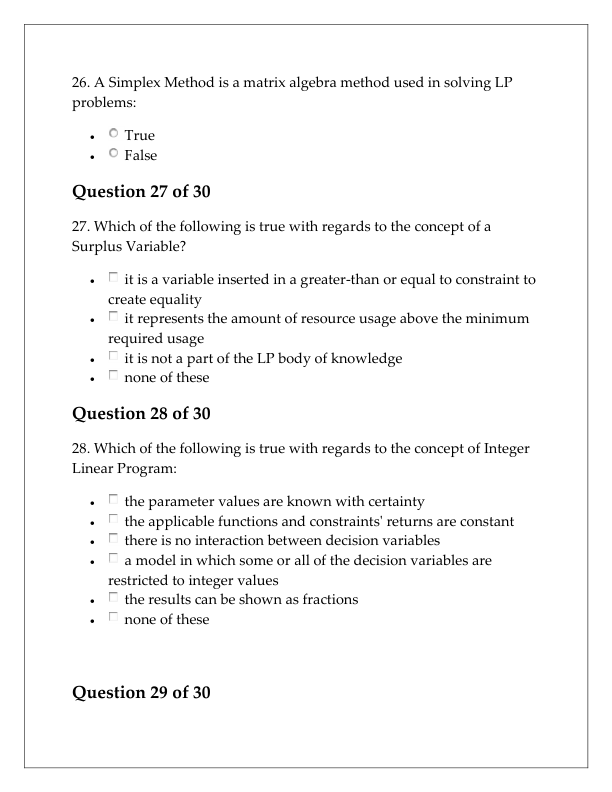 26. A Simplex Method is a matrix algebra method used in solving LP
problems:
• True
• False
Question 27 of 30
27. Which of the following is true with regards to the concept of a
Surplus Variable?
• it is a variable inserted in a greater-than or equal to constraint to
create equality
• it represents the amount of resource usage above the minimum
required usage
• it is not a part of the LP body of knowledge
• none of these
Question 28 of 30
28. Which of the following is true with regards to the concept of Integer
Linear Program:
• the parameter values are known with certainty
• the applicable functions and constraints' returns are constant
• there is no interaction between decision variables
• a model in which some or all of the decision variables are
restricted to integer values
• the results can be shown as fractions
• none of these
Question 29 of 30